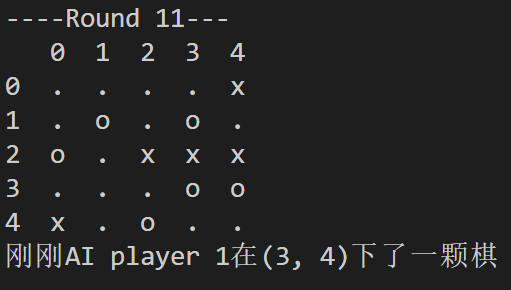 ----Round 11---
0 1 2 3 4
0 . . . . x
1 . o . o .
2 o . x x x
3 . . . o o
4 x . o . .
刚刚AI player 1在(3, 4)下了一颗棋